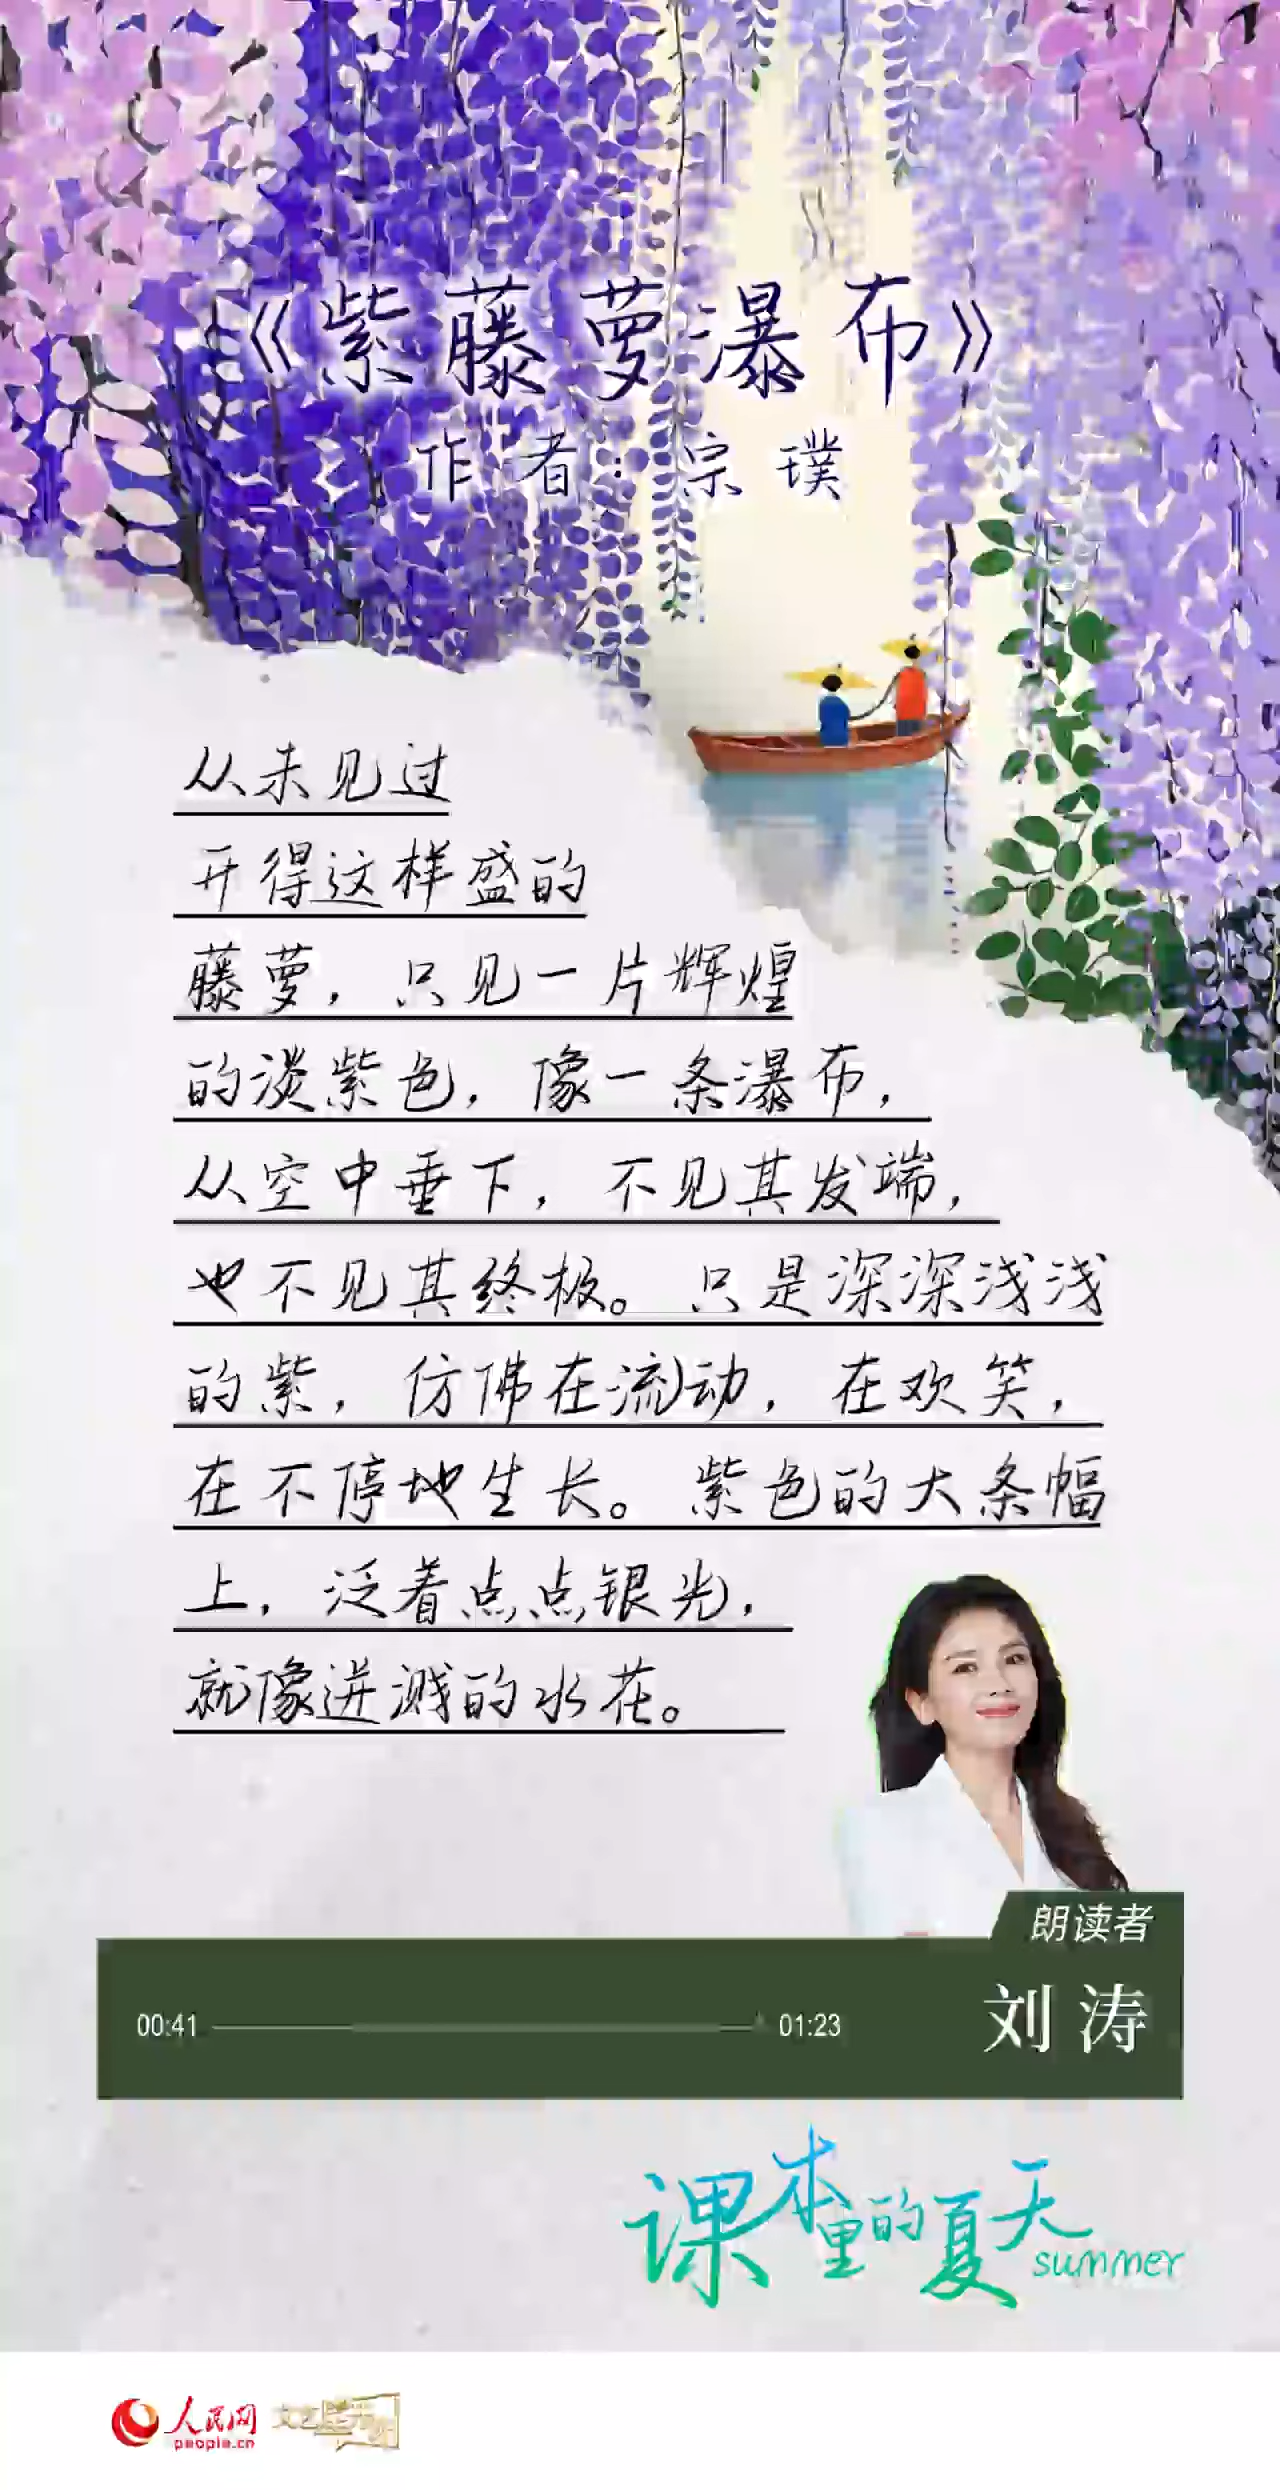 《紫藤萝瀑布》
作者：宗璞
从未见过
开得这样盛的
藤萝，只见一片辉煌
的淡紫色，像一条瀑布，
从空中垂下，不见其发端，
也不见其终极。只是深深浅浅
的紫，仿佛在流动，在欢笑，
在不停地生长。紫色的大条幅
上，泛着点点银光，
就像迸溅的水花。
朗读者
00:41
01:23
刘涛
课本里的夏天
summer
人民网
people.cn